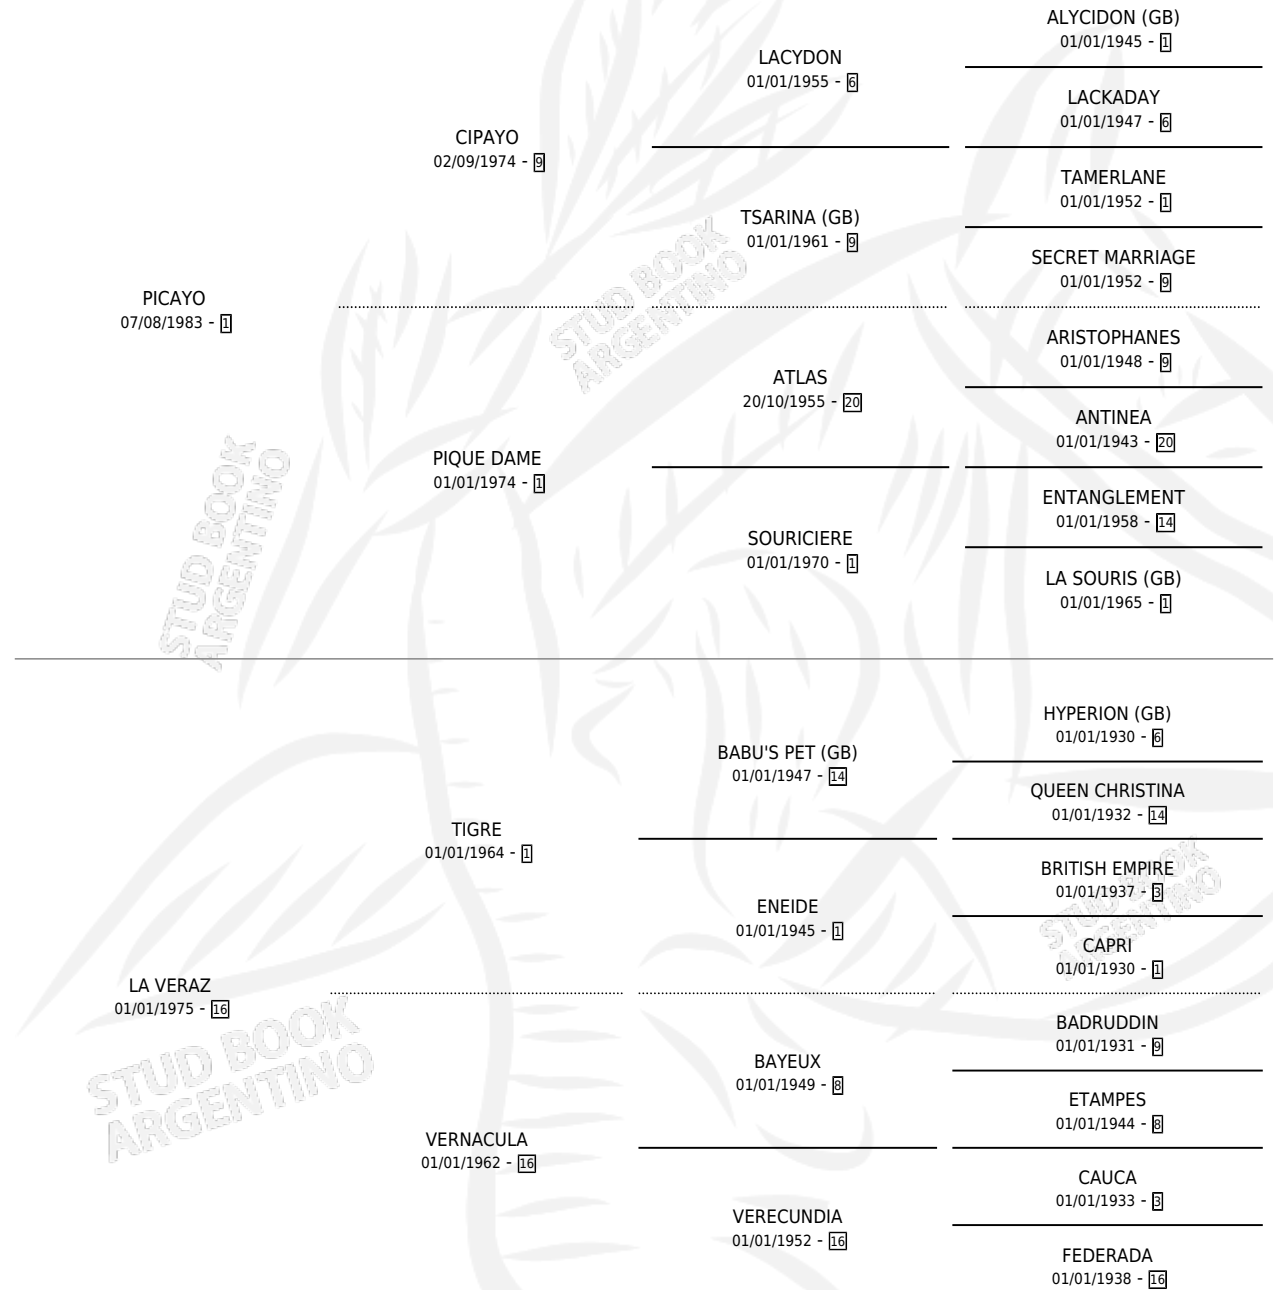 ALYCIDON (GB)
01/01/1945 - 1
LACYDON
01/01/1955 - 6
LACKADAY
01/01/1947 - 6
CIPAYO
02/09/1974 - 9
TAMERLANE
01/01/1952 - 1
TSARINA (GB)
01/01/1961 - 9
SECRET MARRIAGE
01/01/1952 - 9
PICAYO
07/08/1983 - 1
ARISTOPHANES
01/01/1948 - 9
ATLAS
20/10/1955 - 20
ANTINEA
01/01/1943 - 20
PIQUE DAME
01/01/1974 - 1
ENTANGLEMENT
01/01/1958 - 14
SOURICIERE
01/01/1970 - 1
LA SOURIS (GB)
01/01/1965 - 1
STUD BOOK
ARGENTINO
STUD BOOK
ARGENTINO
HYPERION (GB)
01/01/1930 - 6
BABU'S PET (GB)
01/01/1947 - 14
QUEEN CHRISTINA
01/01/1932 - 14
TIGRE
01/01/1964 - 1
BRITISH EMPIRE
01/01/1937 - 3
ENEIDE
01/01/1945 - 1
CAPRI
01/01/1930 - 1
LA VERAZ
01/01/1975 - 16
BADRUDDIN
01/01/1931 - 9
BAYEUX
01/01/1949 - 8
ETAMPES
01/01/1944 - 8
VERNACULA
01/01/1962 - 16
CAUCA
01/01/1933 - 3
VERECUNDIA
01/01/1952 - 16
FEDERADA
01/01/1938 - 16
STUD BOOK
ARGENTINO
STUD BOOK
ARGENTINO